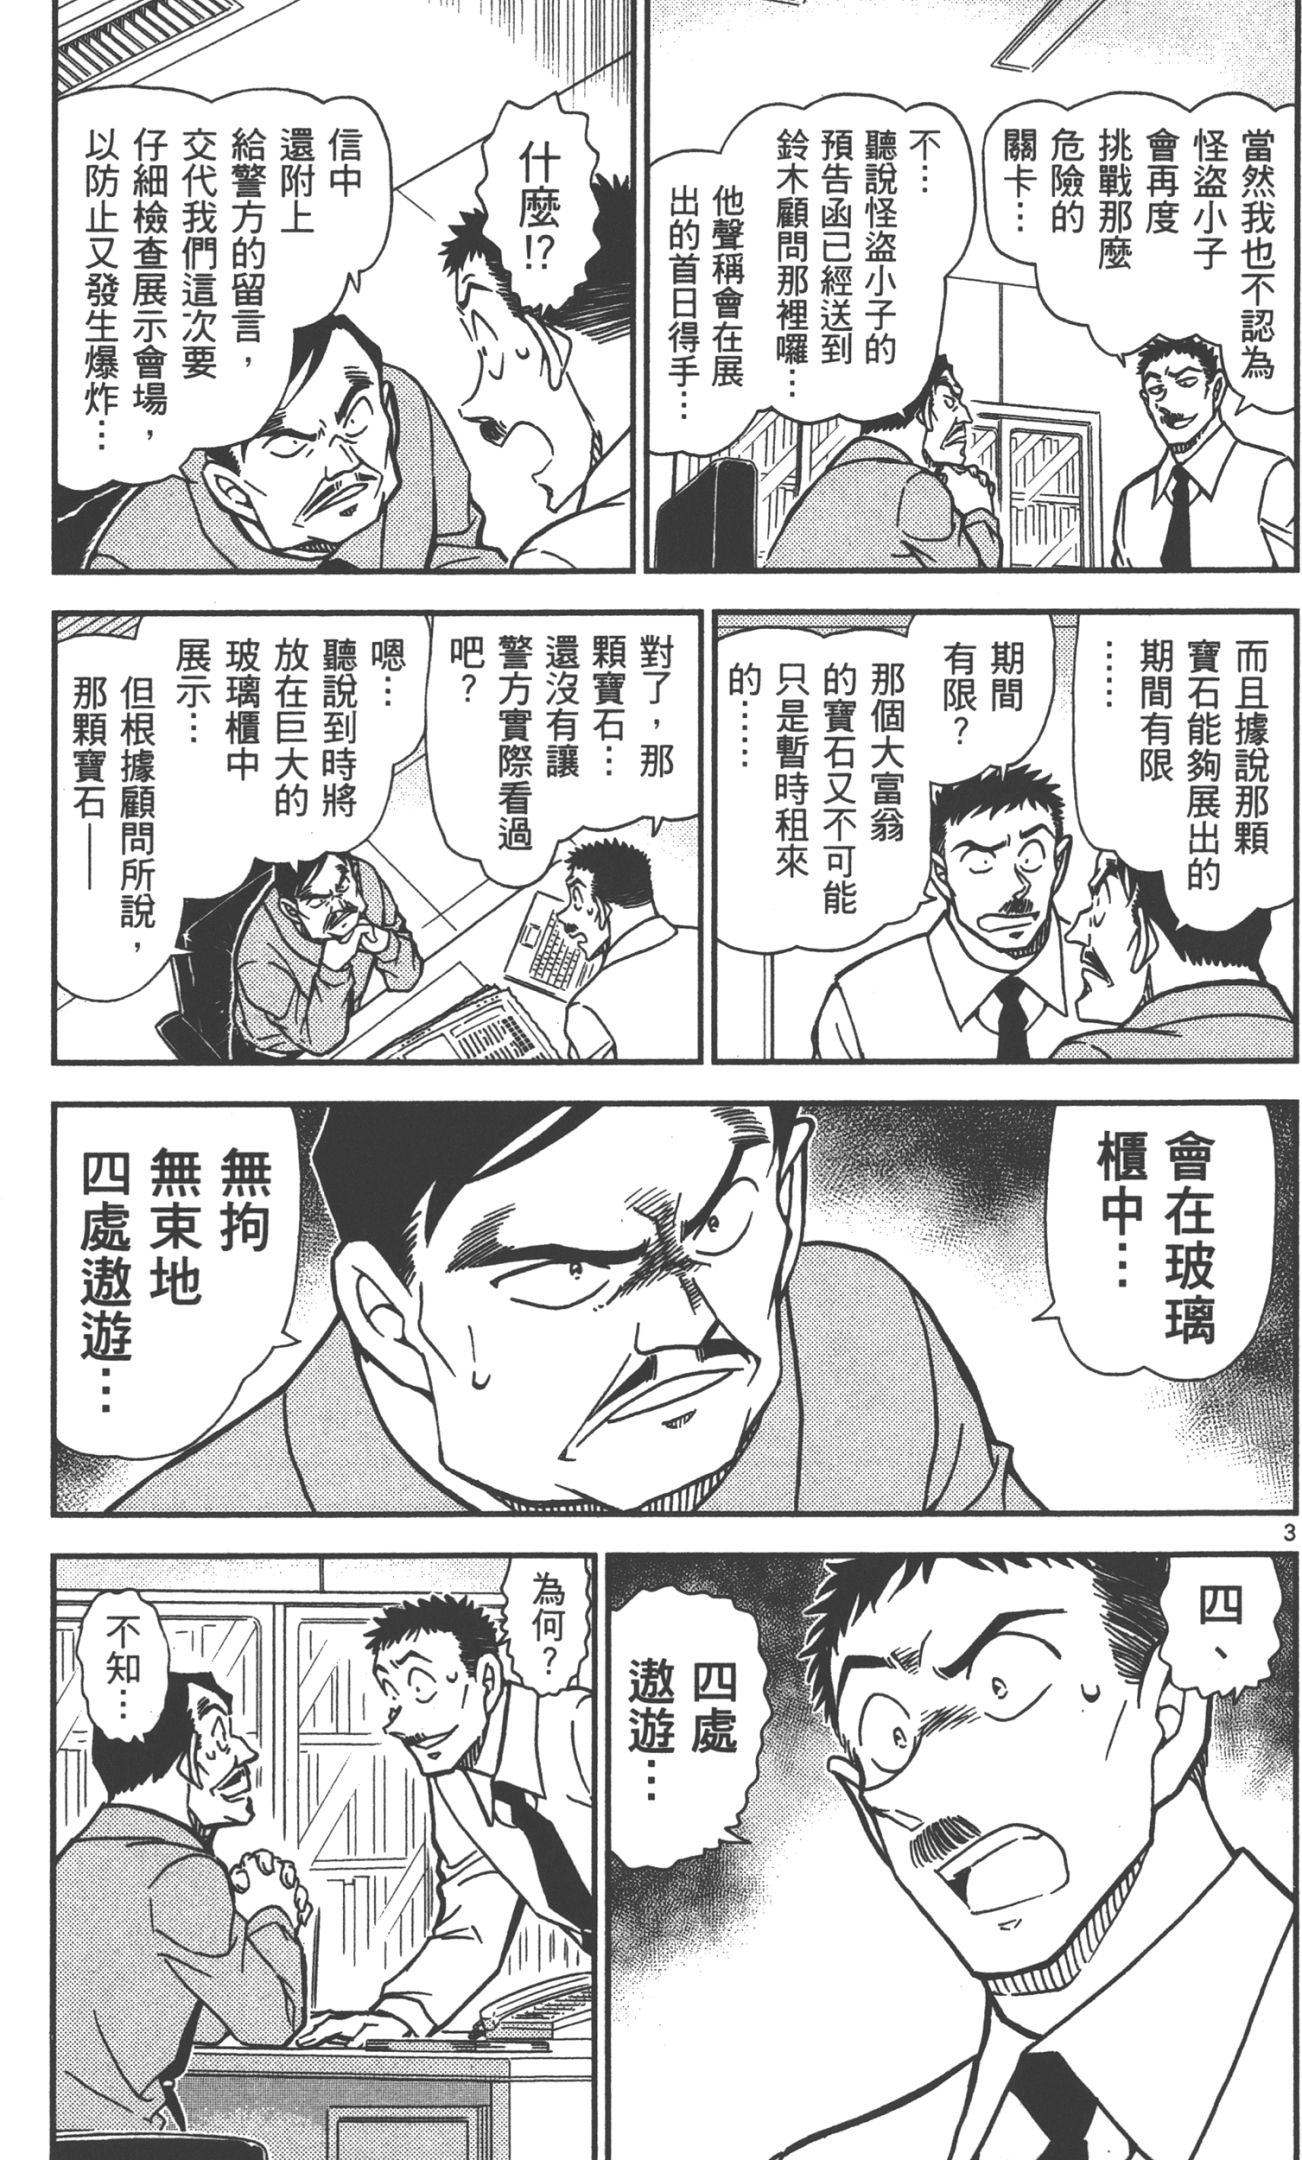 當然我也不認為
怪盜小子
會再度
挑戰那麼
危險的
關卡…
不…
聽說怪盜小子的
預告函已經送到
鈴木顧問那裡囉…
他聲稱會在展
出的首日得手…
什麼!?
信中
還附上
給警方的留言，
交代我們這次要
仔細檢查展示會場，
以防止又發生爆炸…
而且據說那顆
寶石能夠展出的
期間有限
……
期間
有限？
那個大富翁
的寶石又不可能
只是暫時租來
的……
對了，那
顆寶石…
還沒有讓
警方實際看過
吧？
嗯…
聽說到時將
放在巨大的
玻璃櫃中
展示…
但根據顧問所說，
那顆寶石——
會在玻璃
櫃中…
無拘
無束地
四處遨遊…
3
四、
四處
遨遊…
為何？
不知…